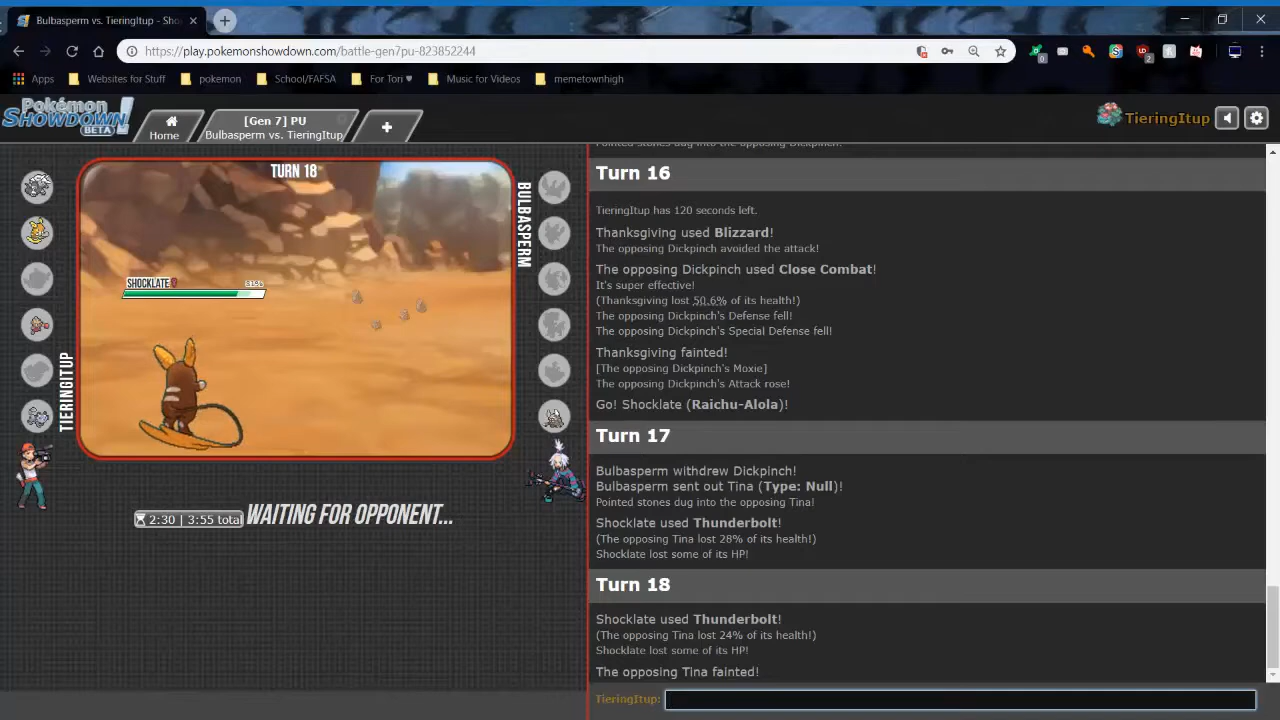 Bulbasperm vs. TieringItup - Sho
https://play.pokemonshowdown.com/battle-gen7pu-823852244
Apps
Websites for Stuff
pokemon
School/FAFSA
For Tori ♥
Music for Videos
memetownhigh
Pokémon
SHOWDOWN!
BETA
Home
[Gen 7] PU
Bulbasperm vs. TieringItup
TieringItup
TURN 18
BULBASPERM
TIERINGITUP
SHOCKLATE
81%
2:30 | 3:55 total
WAITING FOR OPPONENT...
Pointed stones dug into the opposing Dickpinch!
Turn 16
TieringItup has 120 seconds left.
Thanksgiving used Blizzard!
The opposing Dickpinch avoided the attack!
The opposing Dickpinch used Close Combat!
It's super effective!
(Thanksgiving lost 50.6% of its health!)
The opposing Dickpinch's Defense fell!
The opposing Dickpinch's Special Defense fell!
Thanksgiving fainted!
[The opposing Dickpinch's Moxie]
The opposing Dickpinch's Attack rose!
Go! Shocklate (Raichu-Alola)!
Turn 17
Bulbasperm withdrew Dickpinch!
Bulbasperm sent out Tina (Type: Null)!
Pointed stones dug into the opposing Tina!
Shocklate used Thunderbolt!
(The opposing Tina lost 28% of its health!)
Shocklate lost some of its HP!
Turn 18
Shocklate used Thunderbolt!
(The opposing Tina lost 24% of its health!)
Shocklate lost some of its HP!
The opposing Tina fainted!
TieringItup: